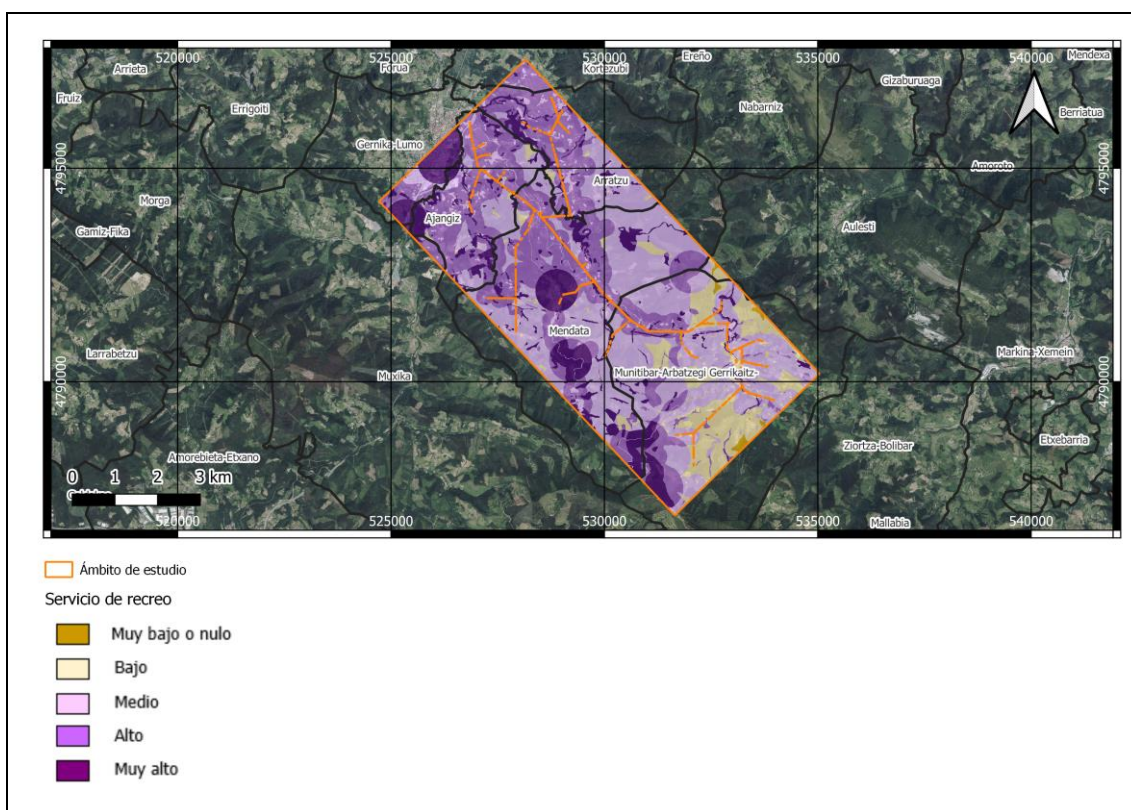 520000 525000 530000 535000 540000
Arrieta Forua Kortezubi Ereño Gizaburuaga Mendexa
Fruiz Errigoiti Nabarniz Berriatua
Gernika-Lumo
4795000 Amoroto 4795000
Arratzu
Morga
Ajangiz Aulesti
Gamiz-Fika
Mendata
Larrabetzu Markina-Xemein
Muxika Munitibar-Arbatzegi Gerrikaitz-
4790000 4790000
Ziortza-Bolibar Etxebarria
Amorebieta-Etxano
0 1 2 3 km
520000 525000 530000 535000 540000
Mallabia
Ámbito de estudio
Servicio de recreo
Muy bajo o nulo
Bajo
Medio
Alto
Muy alto